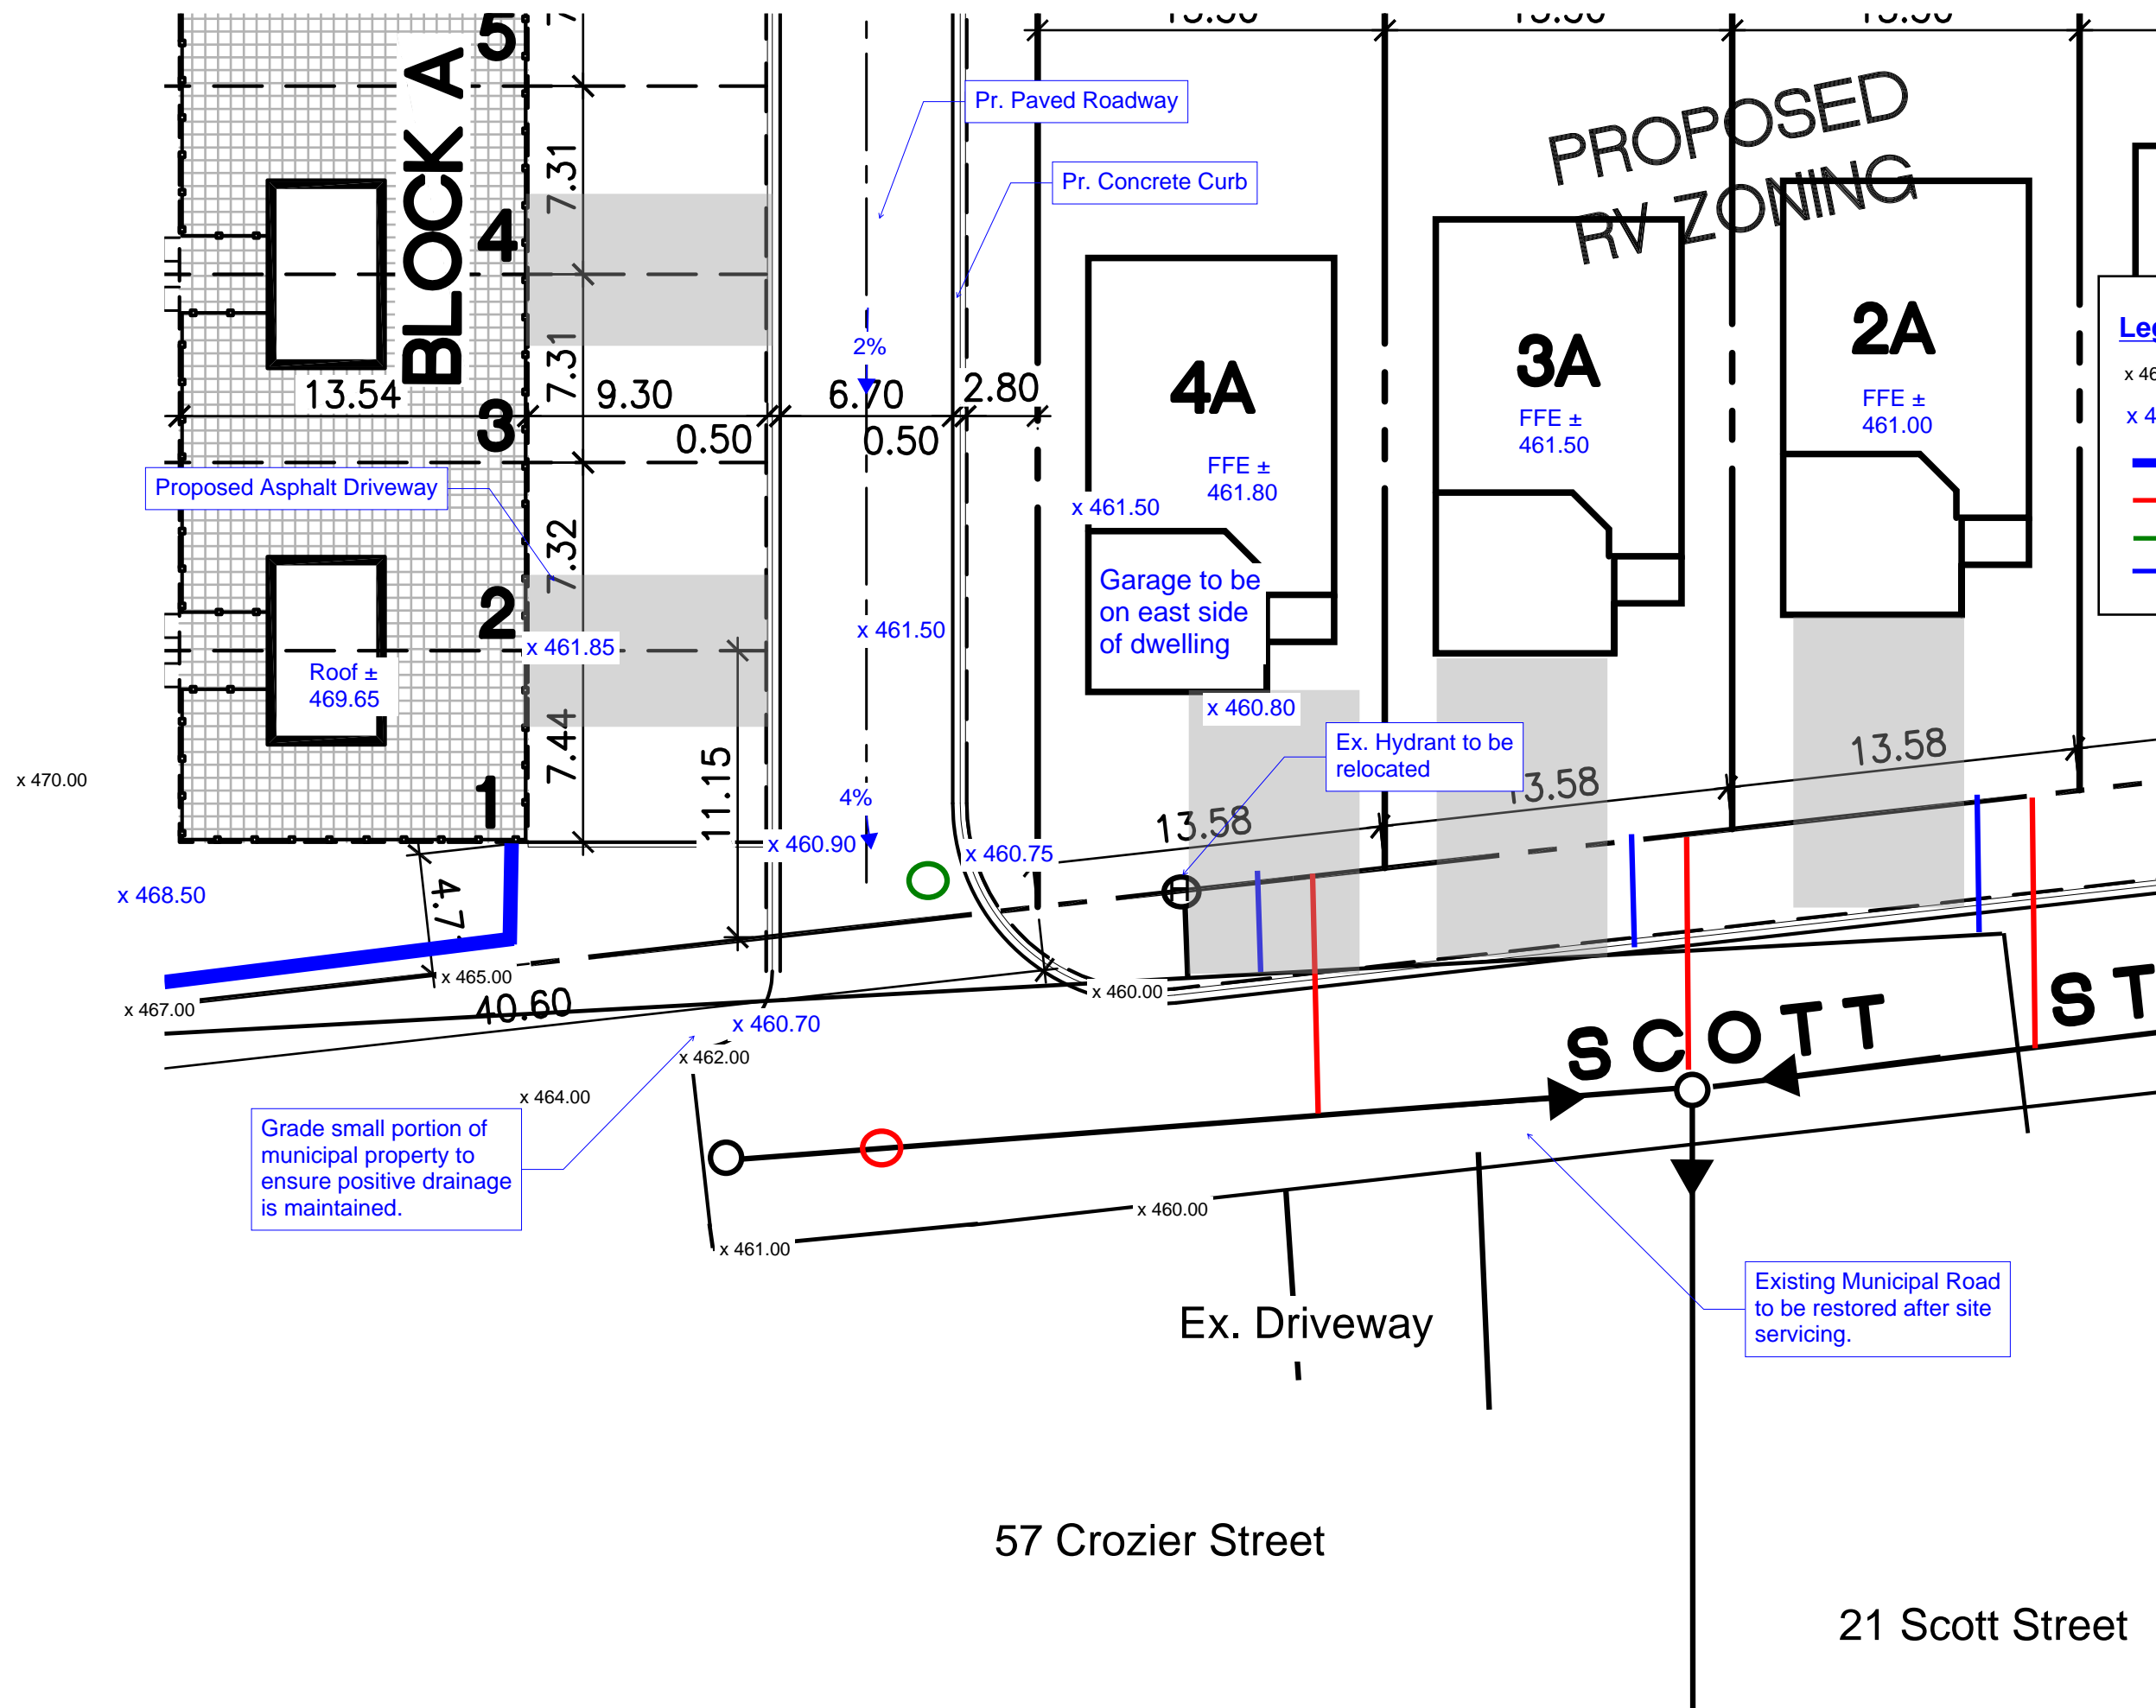 5
BLOCK A
7.31
4
7.31
3
7.32
2
7.44
1
Pr. Paved Roadway
Pr. Concrete Curb
PROPOSED
RV ZONING
2%
13.54
9.30
6.70
2.80
0.50
0.50
4A
FFE ±
461.80
3A
FFE ±
461.50
2A
FFE ±
461.00
Proposed Asphalt Driveway
x 461.50
Garage to be
on east side
of dwelling
x 461.50
x 461.85
Roof ±
469.65
x 460.80
Ex. Hydrant to be
relocated
11.15
x 470.00
4%
x 460.90
x 460.75
13.58
13.58
13.58
H
x 468.50
x 465.00
x 467.00
40.60
x 460.00
x 460.70
x 462.00
x 464.00
SCOTT
Grade small portion of
municipal property to
ensure positive drainage
is maintained.
x 460.00
x 461.00
Ex. Driveway
Existing Municipal Road
to be restored after site
servicing.
57 Crozier Street
21 Scott Street